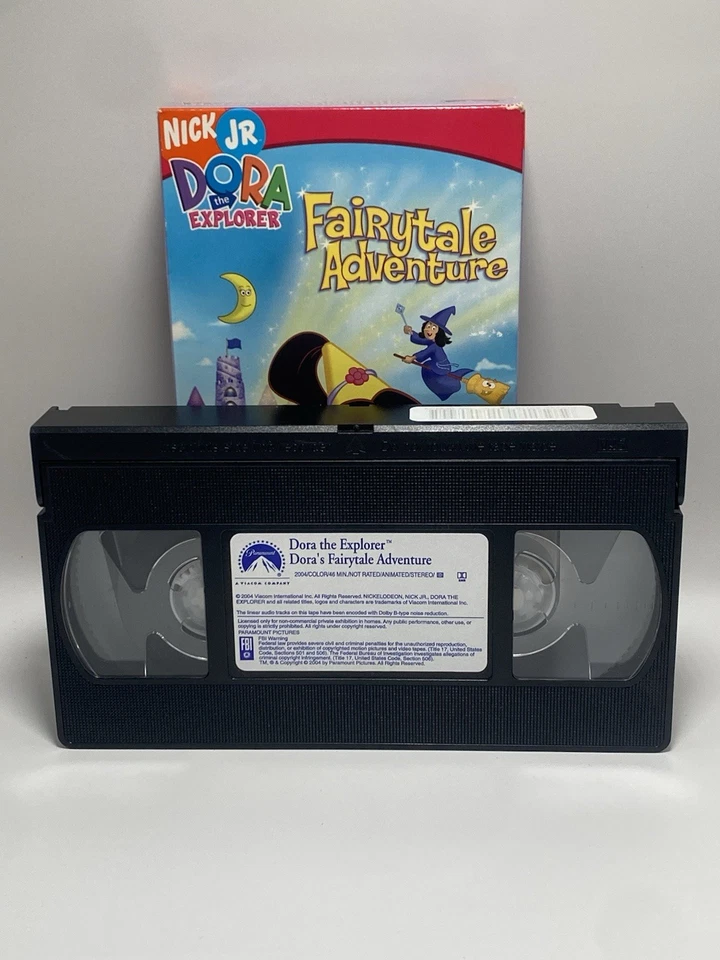 NICK JR.
DORA
the
EXPLORER
Fairytale
Adventure
Paramount
A VIACOM COMPANY
Dora the Explorer™
Dora's Fairytale Adventure
2004/COLOR/48 MIN./NOT RATED/ANIMATED/STEREO/
© 2004 Viacom International Inc. All Rights Reserved. NICKELODEON, NICK JR., DORA THE
EXPLORER and all related titles, logos and characters are trademarks of Viacom International Inc.
The linear audio tracks on this tape have been encoded with Dolby B-type noise reduction.
Licensed only for non-commercial private exhibition in homes. Any public performance, other use, or
copying is strictly prohibited. All rights under copyright reserved.
PARAMOUNT PICTURES
FBI
FBI Warning
Federal law provides severe civil and criminal penalties for the unauthorized reproduction,
distribution, or exhibition of copyrighted motion pictures and video tapes. (Title 17, United States
Code, Sections 501 and 506). The Federal Bureau of Investigation investigates allegations of
criminal copyright infringement. (Title 17, United States Code, Section 506).
TM, ® & Copyright © 2004 by Paramount Pictures. All Rights Reserved.